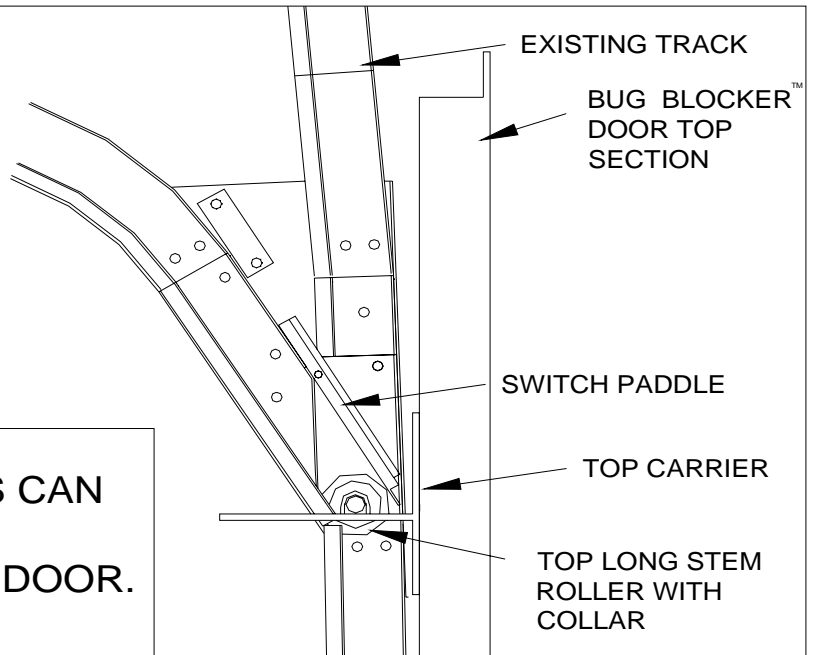 EXISTING TRACK
BUG BLOCKER™
DOOR TOP
SECTION
SWITCH PADDLE
TOP CARRIER
TOP LONG STEM
ROLLER WITH
COLLAR
CAN
DOOR.